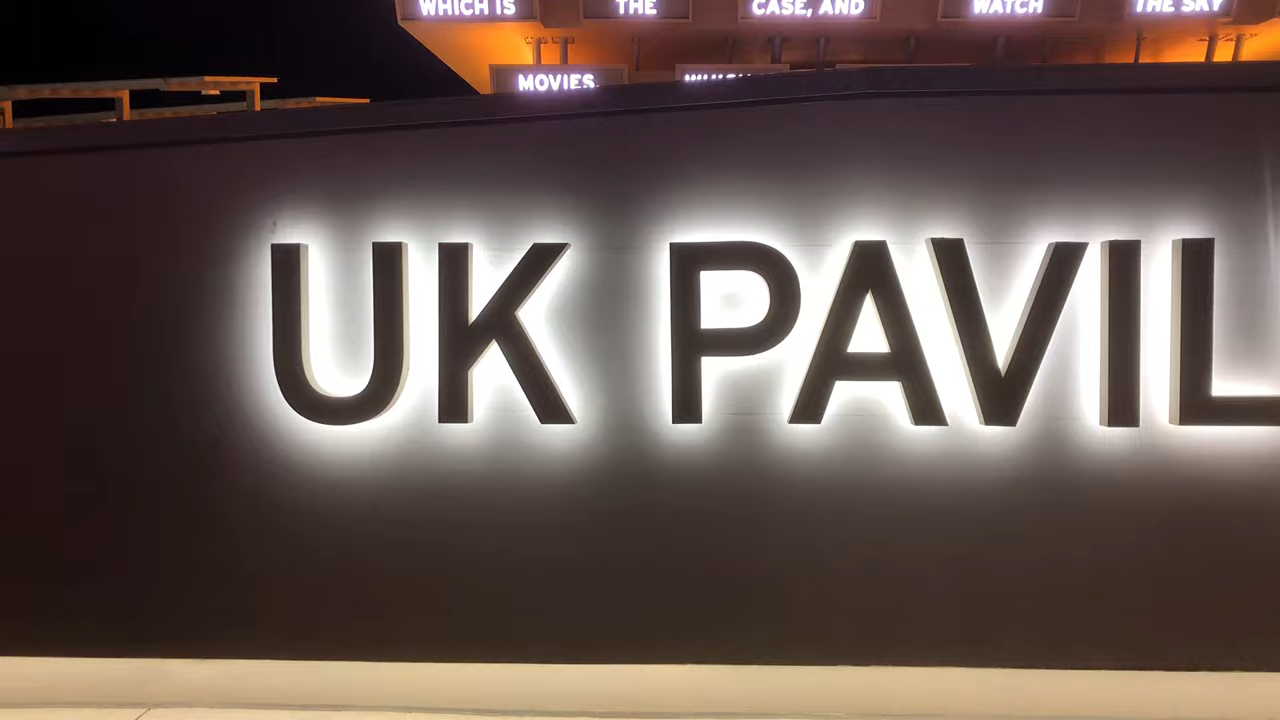 WHICH IS THE CASE, AND WATCH THE SKY
MOVIES,
UK PAVIL